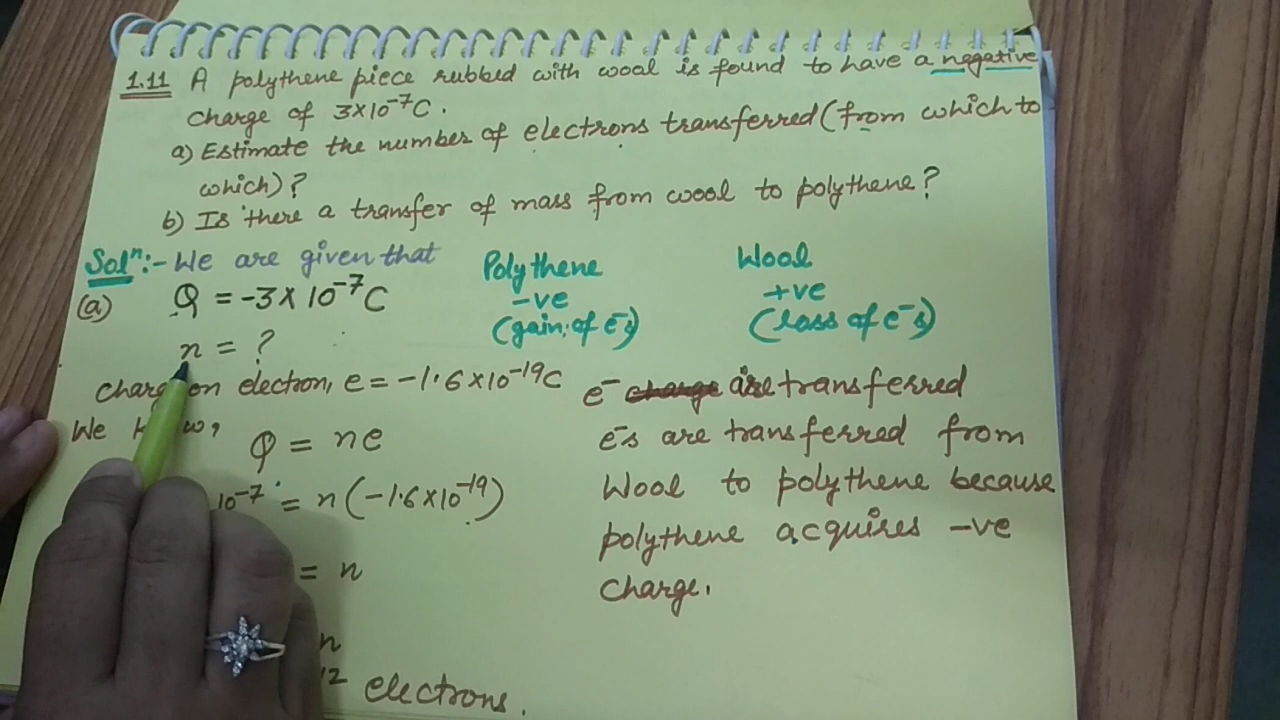 1.11 A polythene piece rubbed with wool is found to have a negative
charge of 3×10⁻⁷C.
a) Estimate the number of electrons transferred (from which to
which)?
b) Is there a transfer of mass from wool to polythene?
Solⁿ:- We are given that
(a) Q = -3 × 10⁻⁷ C
n = ?
charge on electron, e = -1.6×10⁻¹⁹C
We know,
Q = ne
10⁻⁷ = n(-1.6×10⁻¹⁹)
= n
n
12 electrons.
Polythene
-ve
(gain of e⁻s)
Wool
+ve
(loss of e⁻s)
e⁻ transferred
e⁻s are transferred from
Wool to polythene because
polythene acquires -ve
charge.